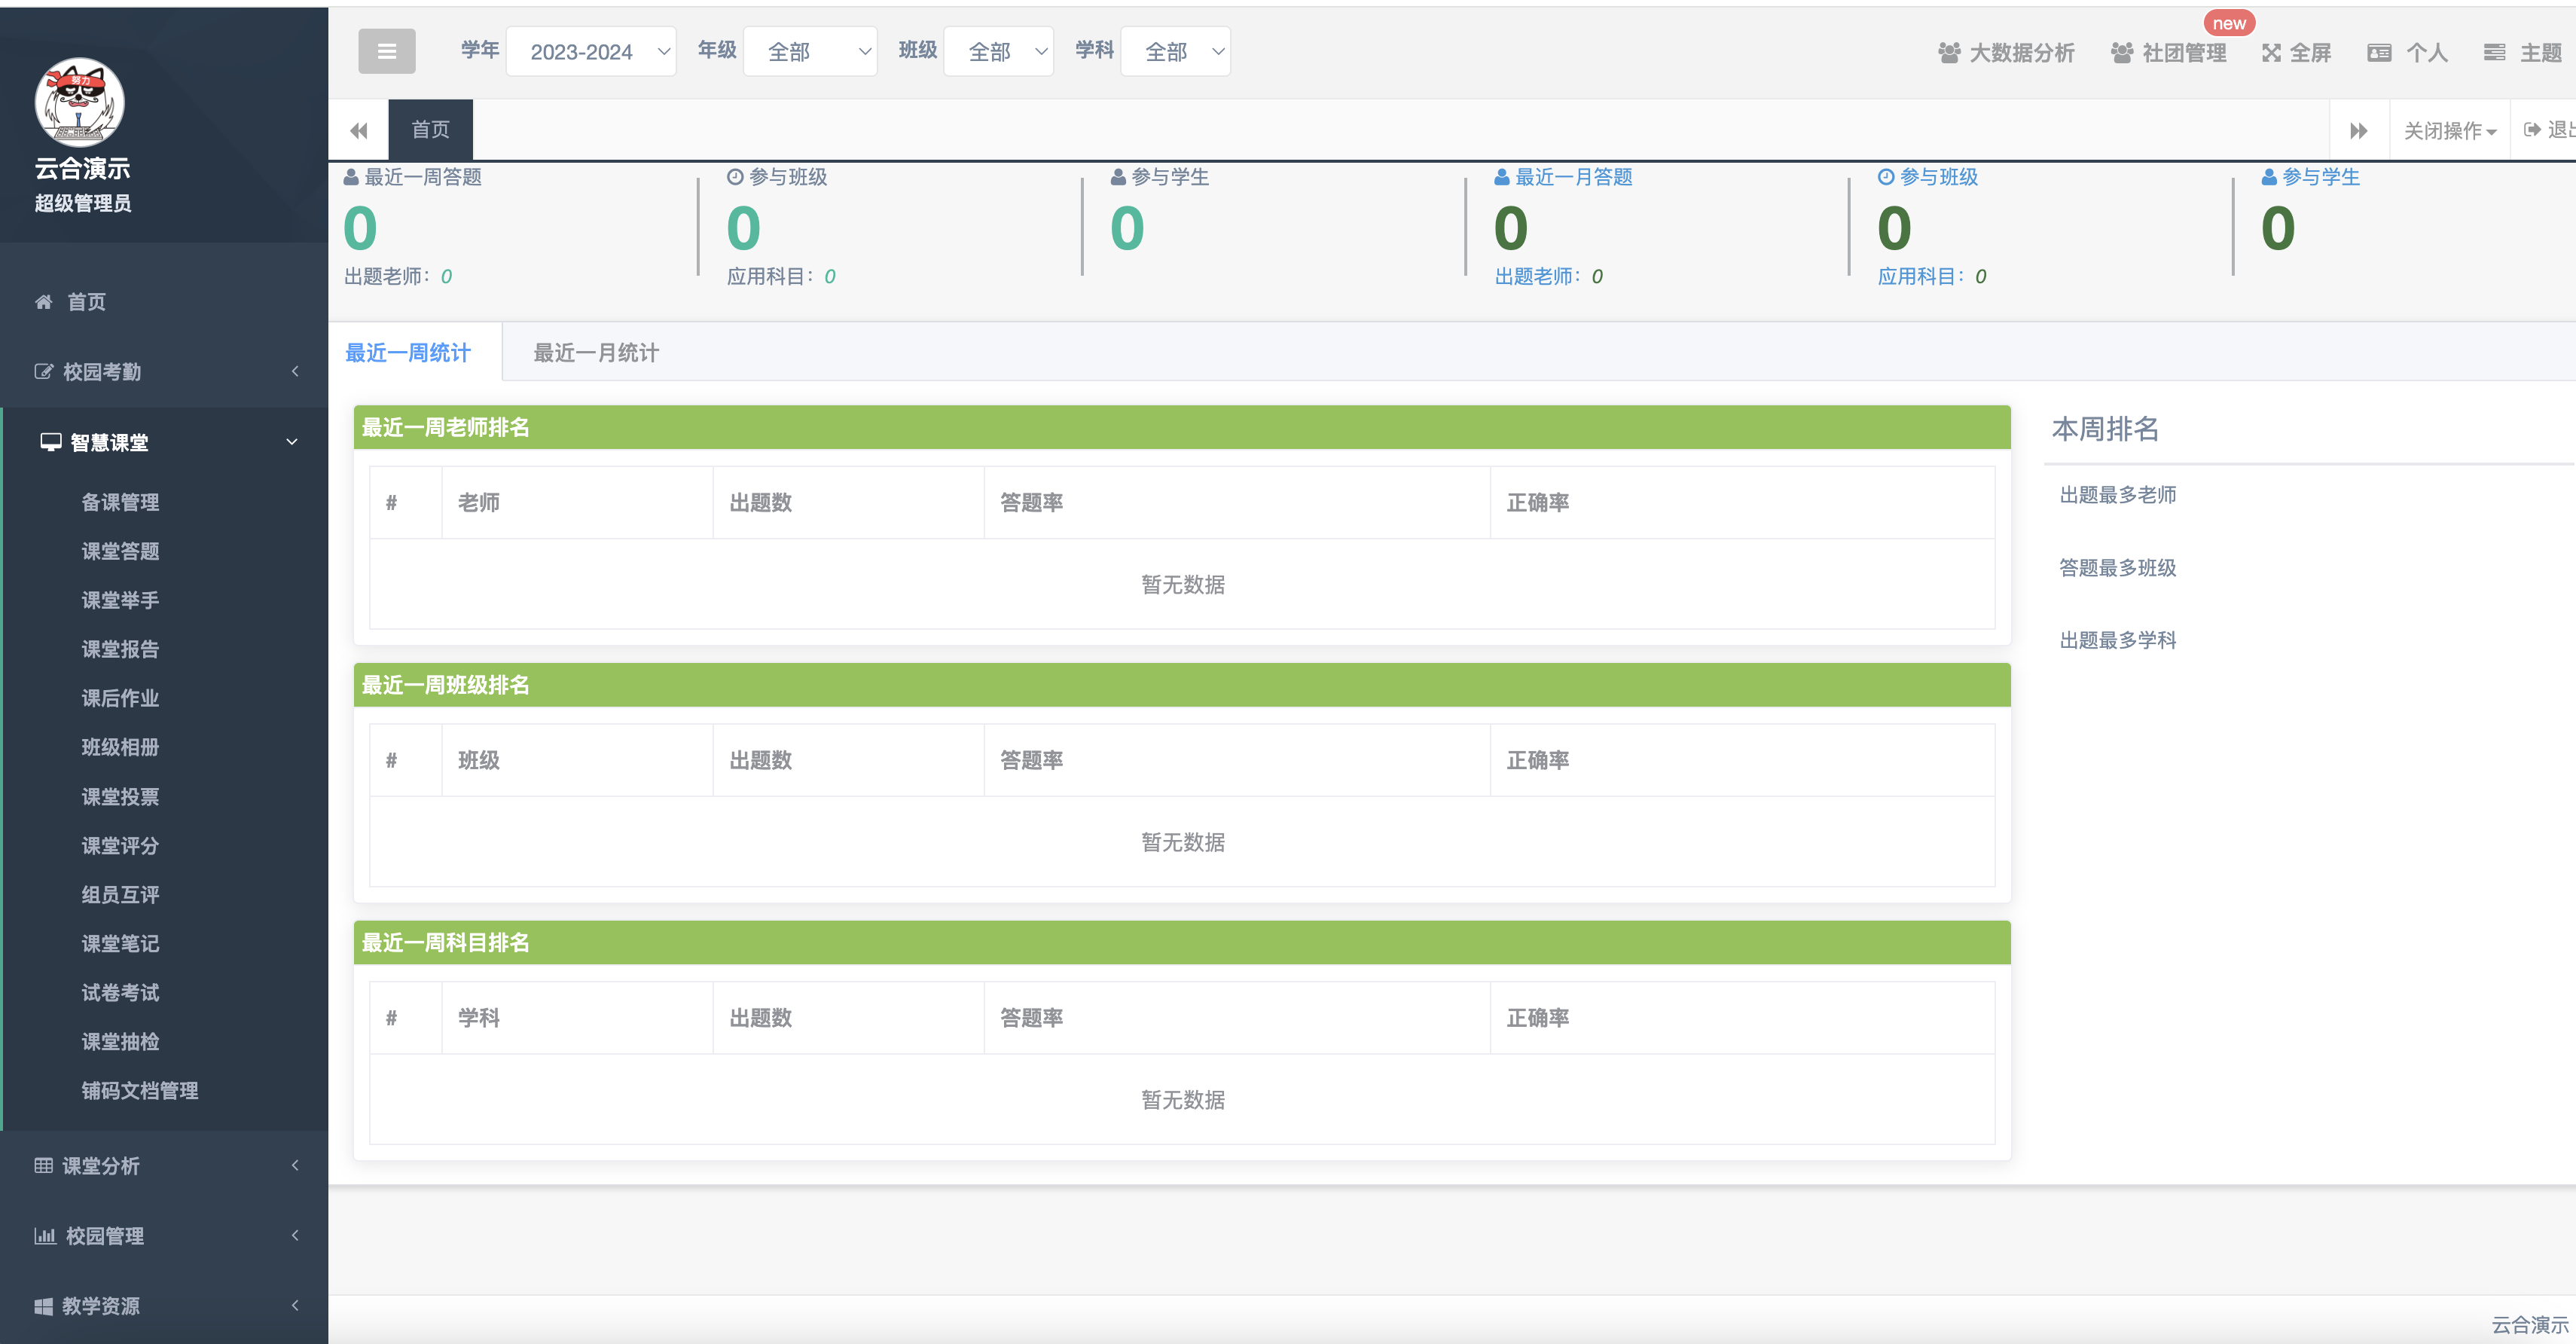 努力
云合演示
超级管理员
首页
校园考勤
智慧课堂
备课管理
课堂答题
课堂举手
课堂报告
课后作业
班级相册
课堂投票
课堂评分
组员互评
课堂笔记
试卷考试
课堂抽检
铺码文档管理
课堂分析
校园管理
教学资源
学年 2023-2024 年级 全部 班级 全部 学科 全部
new
大数据分析 社团管理 全屏 个人 主题
首页 关闭操作 退出
最近一周答题 参与班级 参与学生 最近一月答题 参与班级 参与学生
0 0 0 0 0 0
出题老师：0 应用科目：0 出题老师：0 应用科目：0
最近一周统计 最近一月统计
最近一周老师排名
# 老师 出题数 答题率 正确率
暂无数据
最近一周班级排名
# 班级 出题数 答题率 正确率
暂无数据
最近一周科目排名
# 学科 出题数 答题率 正确率
暂无数据
本周排名
出题最多老师
答题最多班级
出题最多学科
云合演示